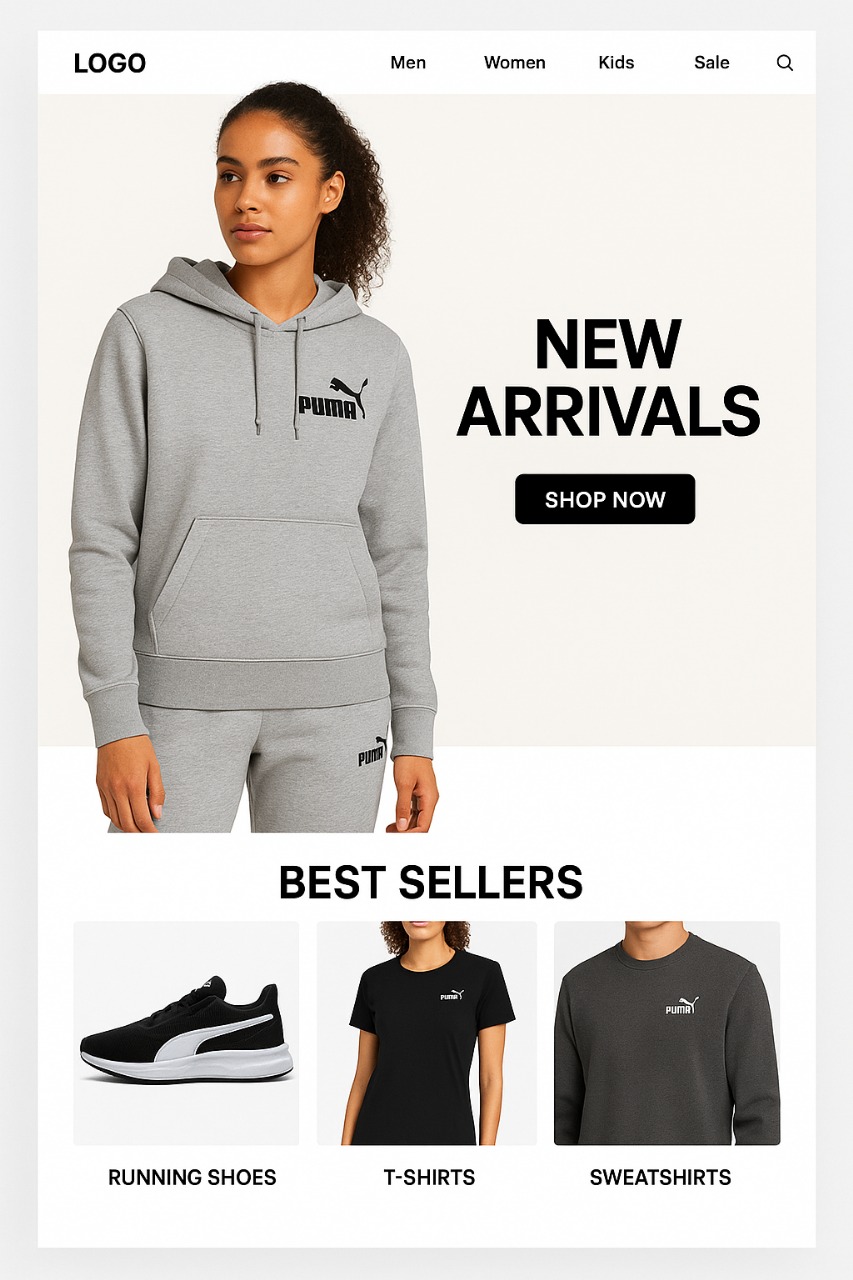 LOGO
Men Women Kids Sale
PUMA
NEW
ARRIVALS
SHOP NOW
PUMA
BEST SELLERS
PUMA
PUMA
RUNNING SHOES
T-SHIRTS
SWEATSHIRTS